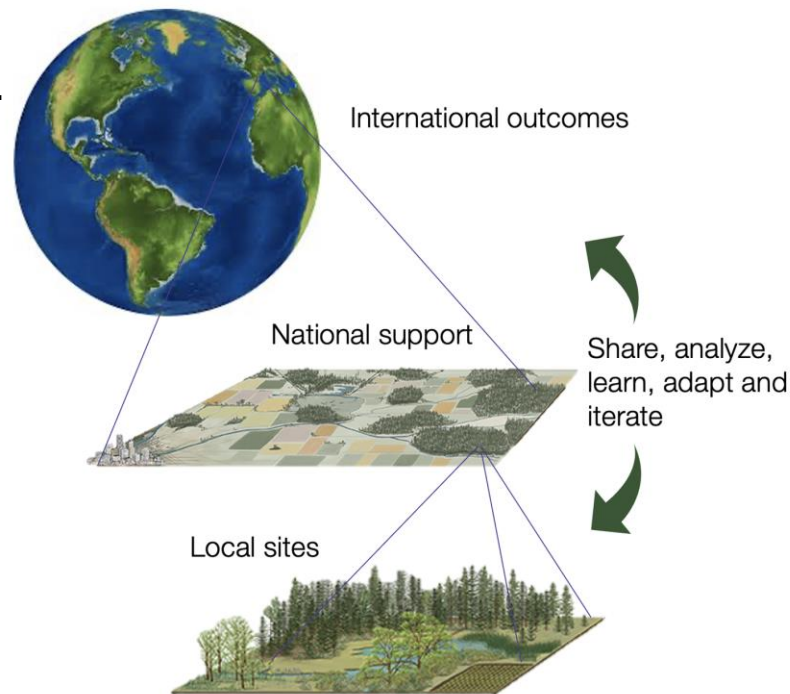 International outcomes
National support
Share, analyze,
learn, adapt and
iterate
Local sites